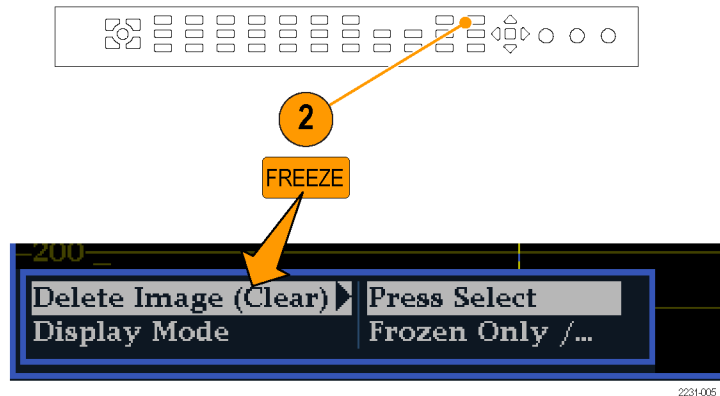 2
FREEZE
-200
Delete Image (Clear) Press Select
Display Mode Frozen Only /...
2231-005